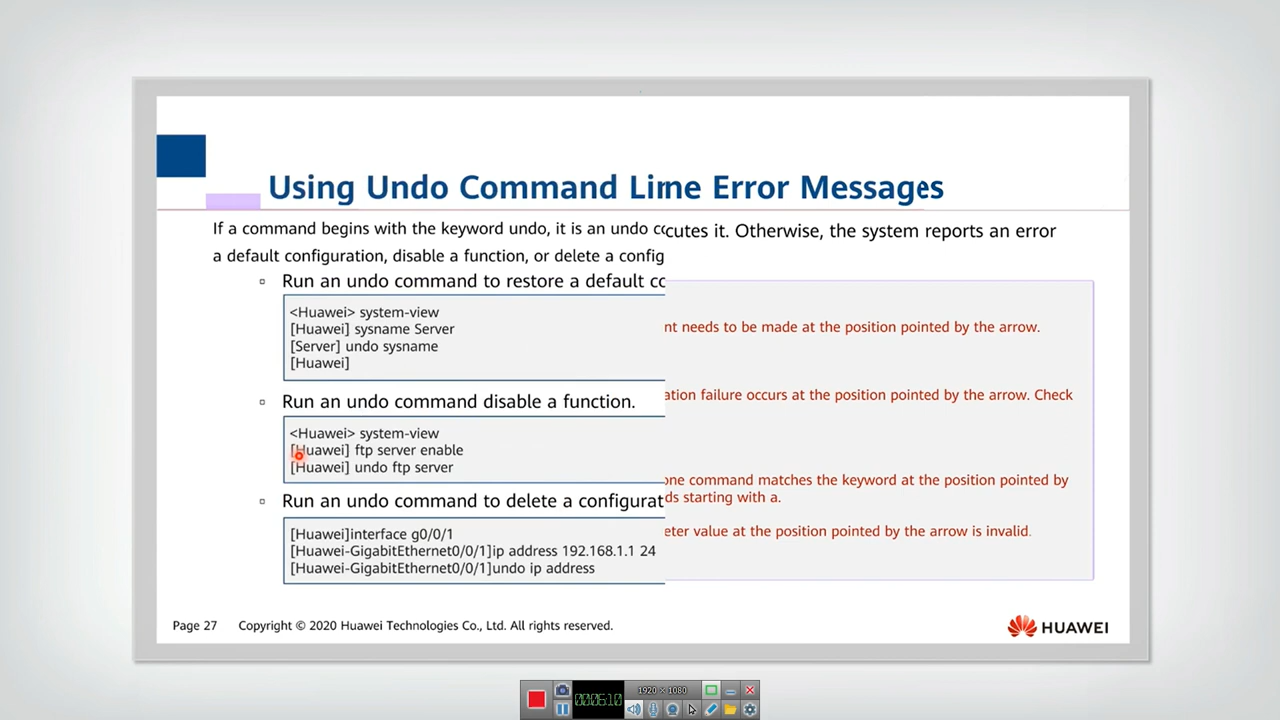 Using Undo Command Line Error Messages
If a command begins with the keyword undo, it is an undo c
cutes it. Otherwise, the system reports an error
a default configuration, disable a function, or delete a config
Run an undo command to restore a default co
<Huawei> system-view
[Huawei] sysname Server
nt needs to be made at the position pointed by the arrow.
[Server] undo sysname
[Huawei]
ation failure occurs at the position pointed by the arrow. Check
Run an undo command disable a function.
<Huawei> system-view
[Huawei] ftp server enable
[Huawei] undo ftp server
one command matches the keyword at the position pointed by
ds starting with a.
Run an undo command to delete a configurat
[Huawei]interface g0/0/1
eter value at the position pointed by the arrow is invalid.
[Huawei-GigabitEthernet0/0/1]ip address 192.168.1.1 24
[Huawei-GigabitEthernet0/0/1]undo ip address
Page 27 Copyright © 2020 Huawei Technologies Co., Ltd. All rights reserved.
HUAWEI
1920 × 1080